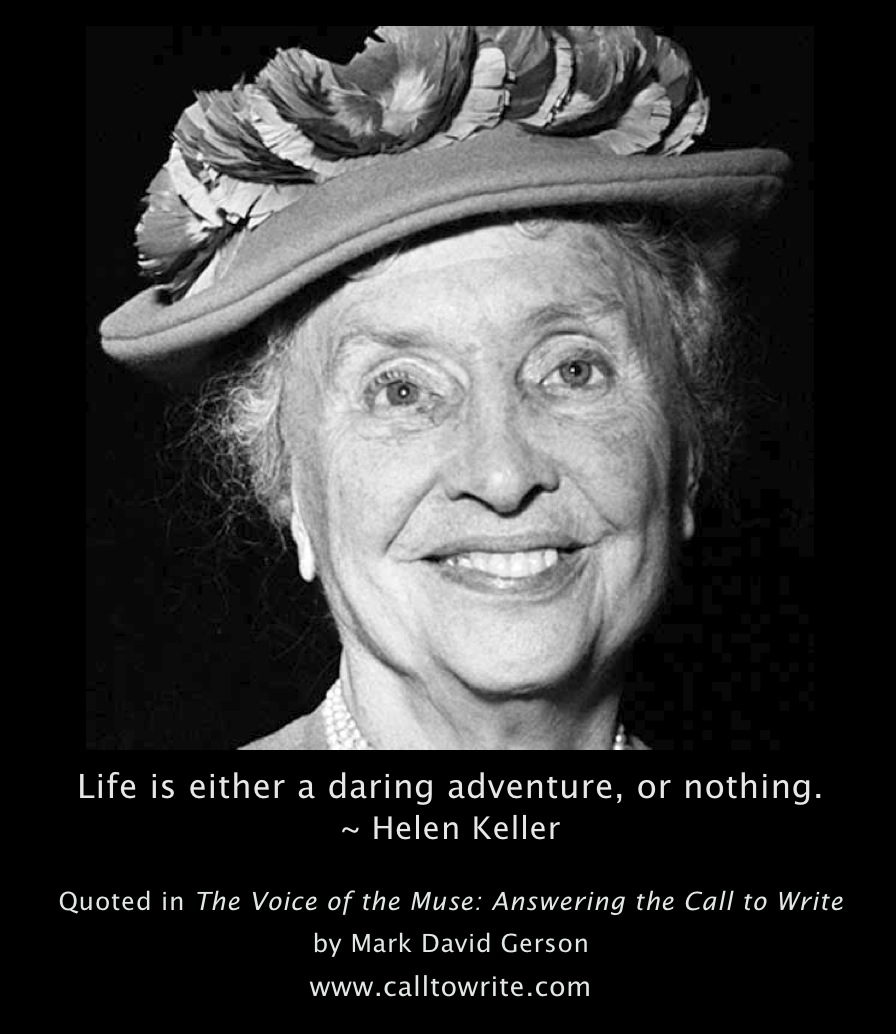 Life is either a daring adventure, or nothing.
~ Helen Keller
Quoted in The Voice of the Muse: Answering the Call to Write
by Mark David Gerson
www.calltowrite.com